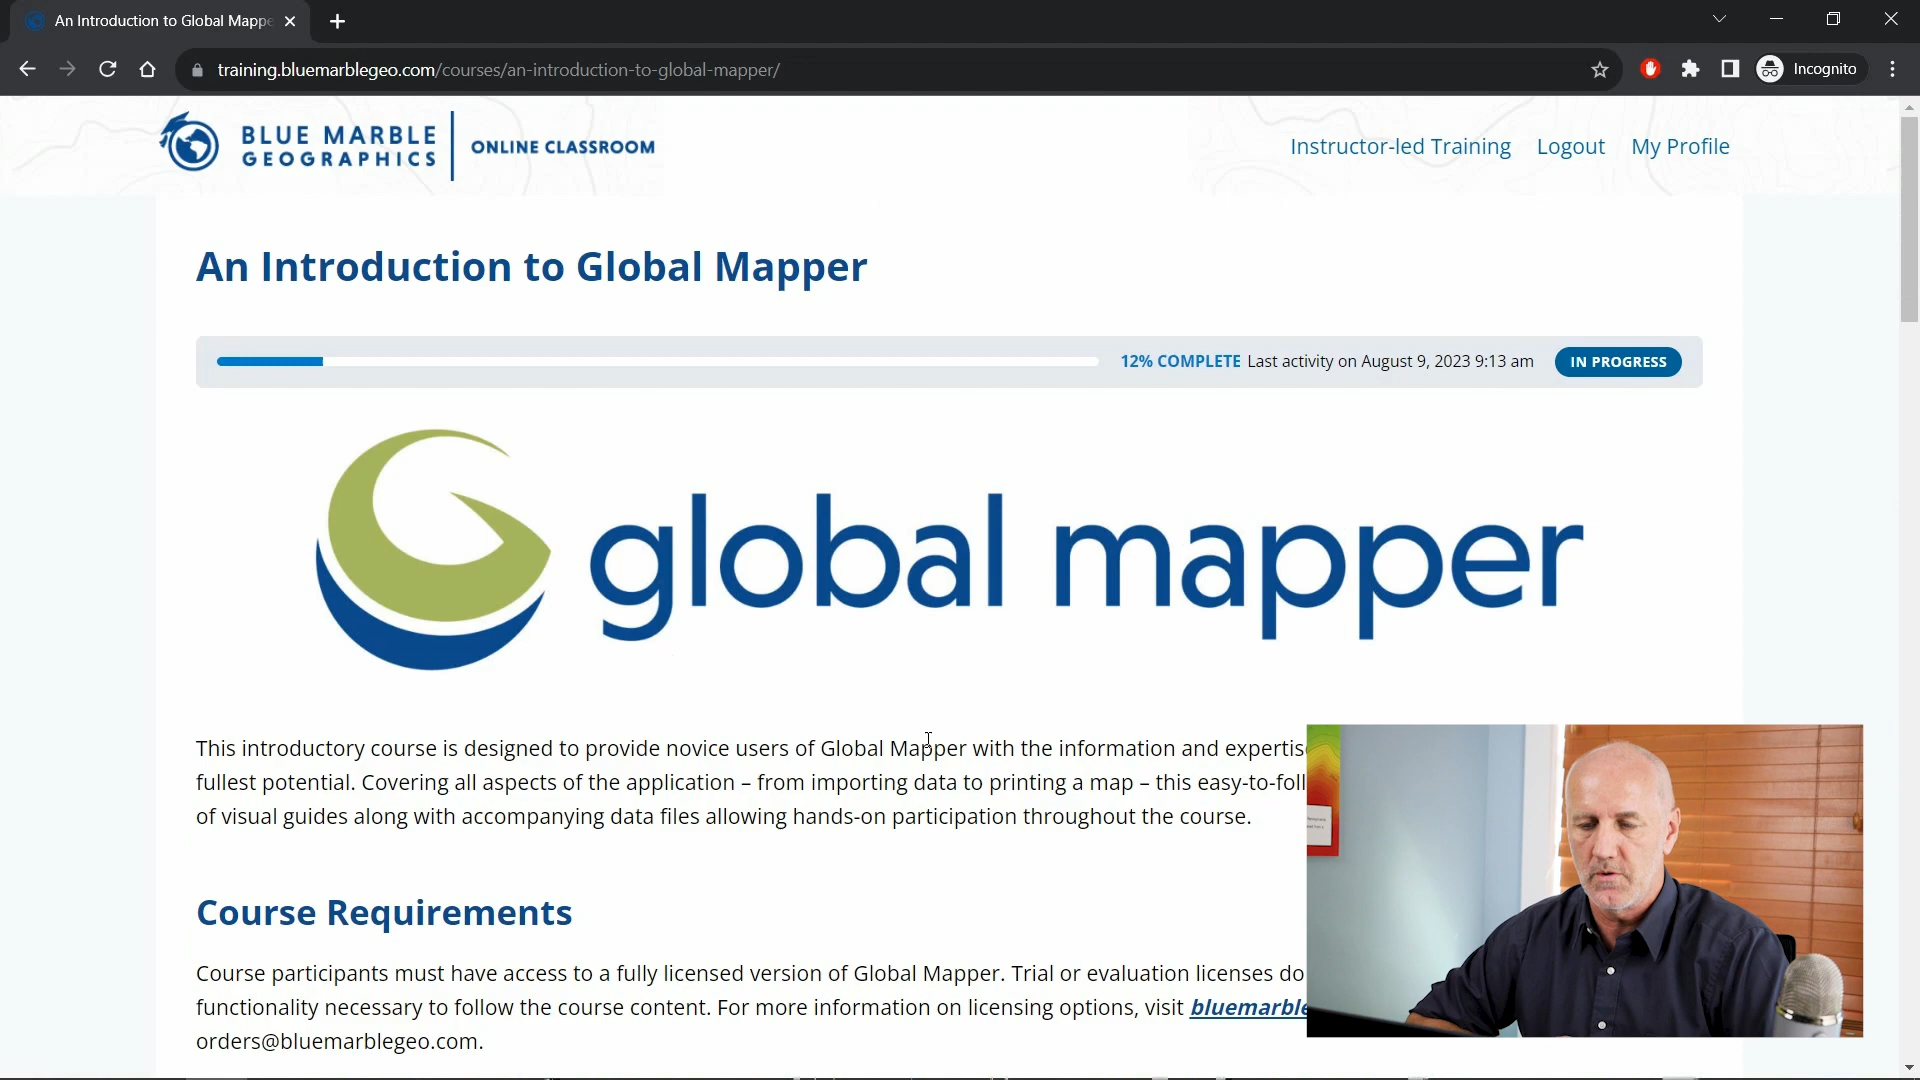 An Introduction to Global Mappe
training.bluemarblegeo.com/courses/an-introduction-to-global-mapper/
Incognito
BLUE MARBLE
GEOGRAPHICS
ONLINE CLASSROOM
Instructor-led Training Logout My Profile
An Introduction to Global Mapper
12% COMPLETE Last activity on August 9, 2023 9:13 am IN PROGRESS
global mapper
This introductory course is designed to provide novice users of Global Mapper with the information and expertise
fullest potential. Covering all aspects of the application – from importing data to printing a map – this easy-to-foll
of visual guides along with accompanying data files allowing hands-on participation throughout the course.
Course Requirements
Course participants must have access to a fully licensed version of Global Mapper. Trial or evaluation licenses do
functionality necessary to follow the course content. For more information on licensing options, visit bluemarble
orders@bluemarblegeo.com.